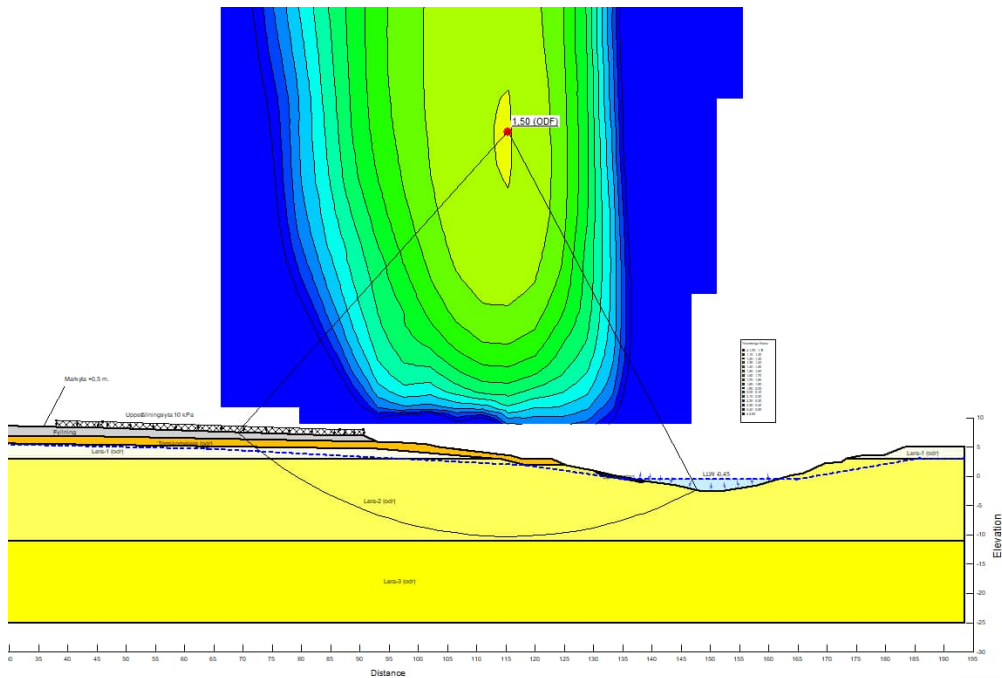 1,50 (ODF)
Markyta +0,5 m.
Uppställningsyta 10 kPa
Fyllning
Torrskorpelera (odr)
Lera-1 (odr)
LLW -0,45
Lera-1 (odr)
Lera-2 (odr)
Lera-3 (odr)
10
5
0
-5
-10
-15
-20
-25
-30
Elevation
30 35 40 45 50 55 60 65 70 75 80 85 90 95 100 105 110 115 120 125 130 135 140 145 150 155 160 165 170 175 180 185 190 195
Distance